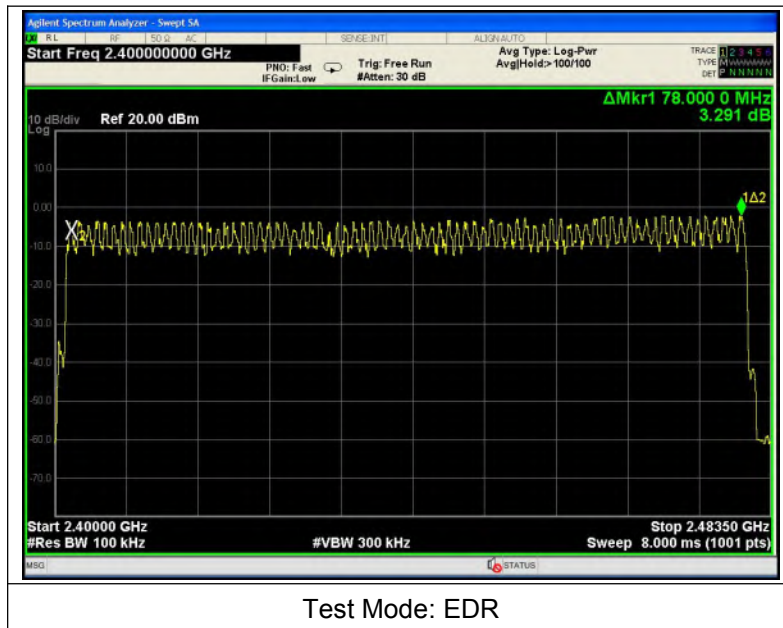 Agilent Spectrum Analyzer - Swept SA
RL RF 50 Ω AC SENSE:INT ALIGNAUTO
Start Freq 2.400000000 GHz
PNO: Fast
IFGain:Low
Trig: Free Run
#Atten: 30 dB
Avg Type: Log-Pwr
Avg|Hold:>100/100
TRACE 1 2 3 4 5 6
TYPE M
DET P N N N N N
ΔMkr1 78.000 0 MHz
3.291 dB
10 dB/div Ref 20.00 dBm
Log
10.0
0.00
-10.0
-20.0
-30.0
-40.0
-50.0
-60.0
-70.0
X2
1Δ2
Start 2.40000 GHz Stop 2.48350 GHz
#Res BW 100 kHz #VBW 300 kHz Sweep 8.000 ms (1001 pts)
MSG STATUS
Test Mode: EDR